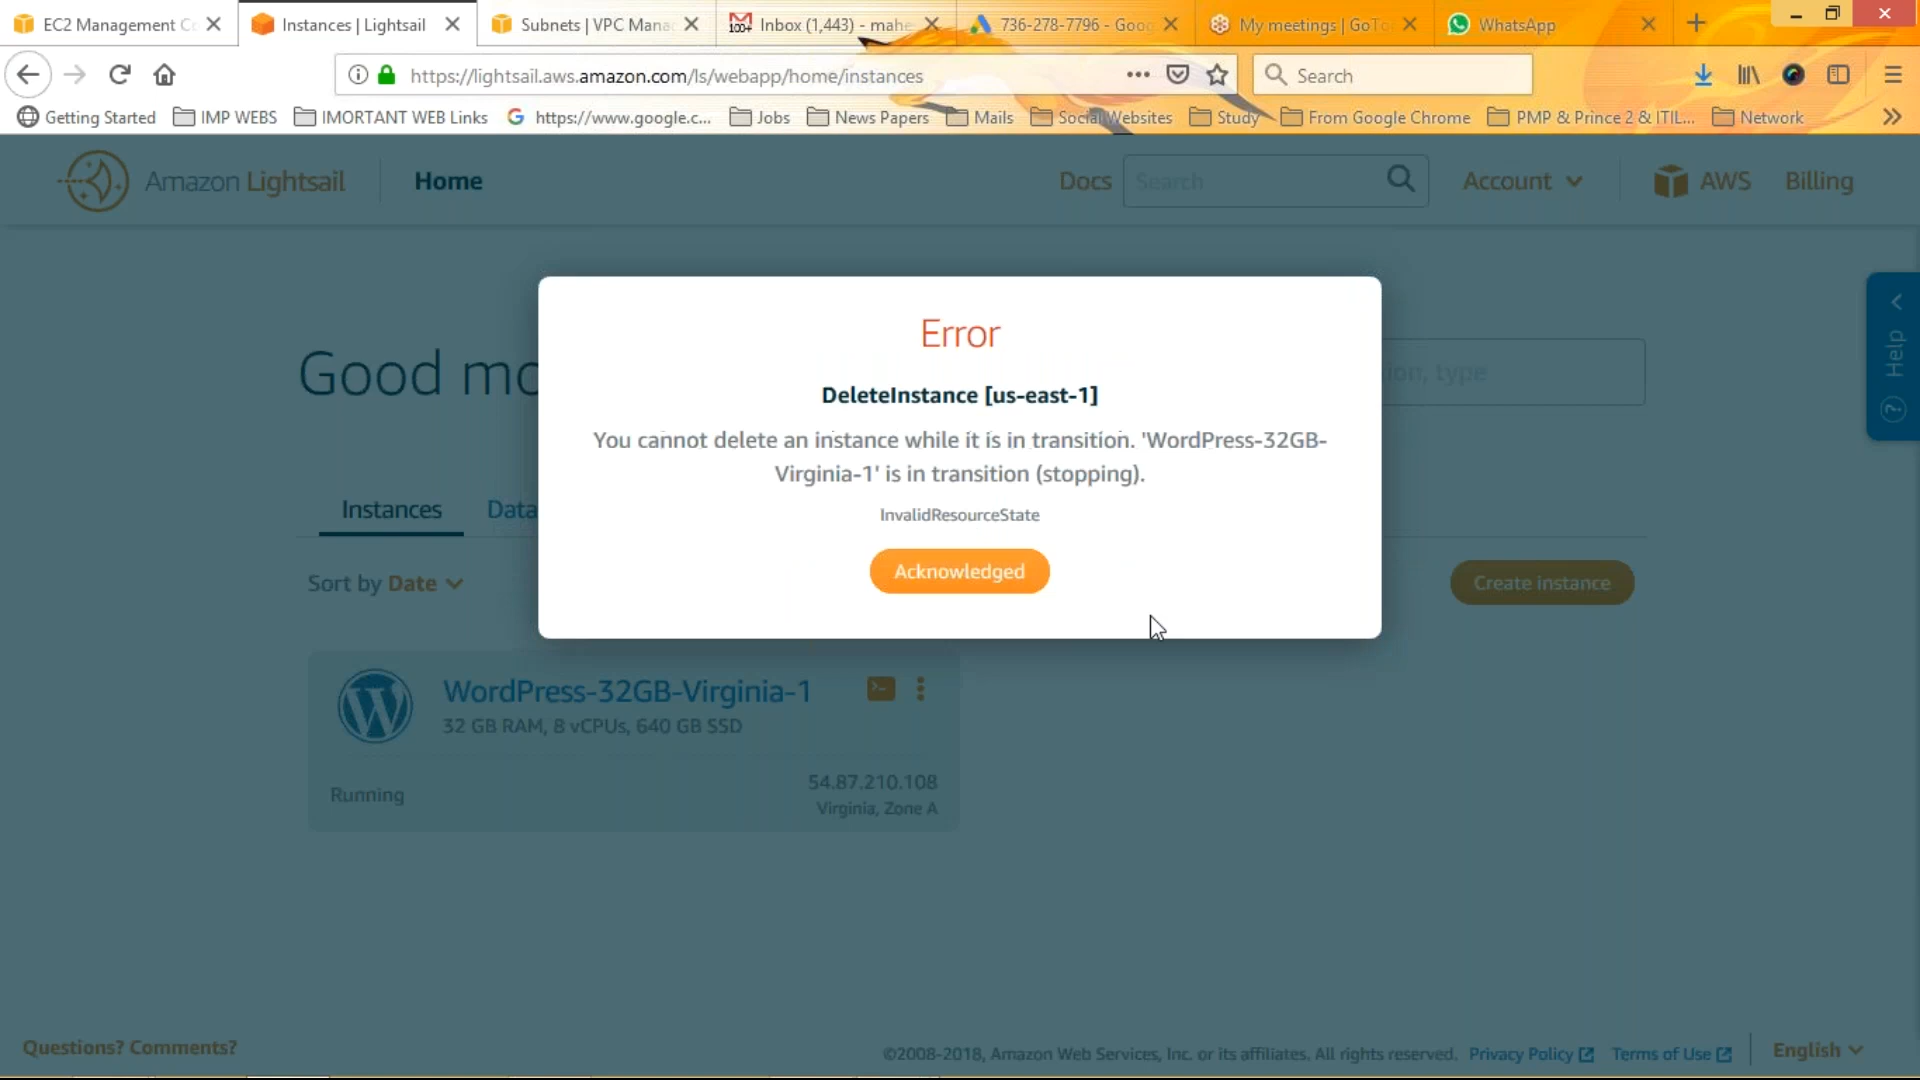 EC2 Management Co
Instances | Lightsail
Subnets | VPC Mana
Inbox (1,443) - mahe
736-278-7796 - Goog
My meetings | GoTo
WhatsApp
https://lightsail.aws.amazon.com/ls/webapp/home/instances
Search
Getting Started
IMP WEBS
IMORTANT WEB Links
https://www.google.c...
Jobs
News Papers
Mails
Social Websites
Study
From Google Chrome
PMP & Prince 2 & ITIL...
Network
Amazon Lightsail
Home
Docs
Search
Account
AWS
Billing
Help
Good mo
ion, type
Error
DeleteInstance [us-east-1]
You cannot delete an instance while it is in transition. 'WordPress-32GB-
Virginia-1' is in transition (stopping).
InvalidResourceState
Acknowledged
Instances
Data
Sort by Date
Create instance
WordPress-32GB-Virginia-1
32 GB RAM, 8 vCPUs, 640 GB SSD
Running
54.87.210.108
Virginia, Zone A
Questions? Comments?
©2008-2018, Amazon Web Services, Inc. or its affiliates. All rights reserved.
Privacy Policy
Terms of Use
English